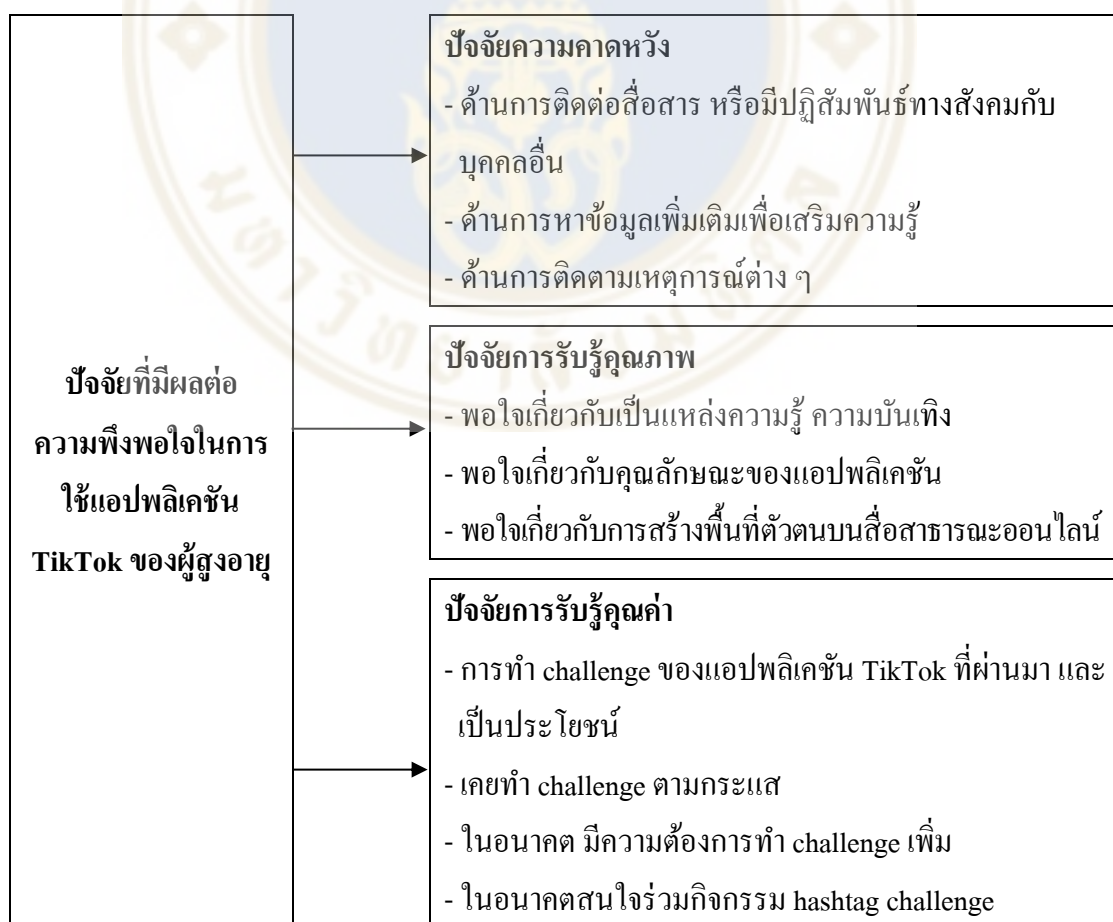 ปัจจัยที่มีผลต่อ
ความพึงพอใจในการ
ใช้แอปพลิเคชัน
TikTok ของผู้สูงอายุ
ปัจจัยความคาดหวัง
- ด้านการติดต่อสื่อสาร หรือมีปฏิสัมพันธ์ทางสังคมกับ
บุคคลอื่น
- ด้านการหาข้อมูลเพิ่มเติมเพื่อเสริมความรู้
- ด้านการติดตามเหตุการณ์ต่าง ๆ
ปัจจัยการรับรู้คุณภาพ
- พอใจเกี่ยวกับเป็นแหล่งความรู้ ความบันเทิง
- พอใจเกี่ยวกับคุณลักษณะของแอปพลิเคชัน
- พอใจเกี่ยวกับการสร้างพื้นที่ตัวตนบนสื่อสาธารณะออนไลน์
ปัจจัยการรับรู้คุณค่า
- การทำ challenge ของแอปพลิเคชัน TikTok ที่ผ่านมา และ
เป็นประโยชน์
- เคยทำ challenge ตามกระแส
- ในอนาคต มีความต้องการทำ challenge เพิ่ม
- ในอนาคตสนใจร่วมกิจกรรม hashtag challenge
มหาวิทยาลัยมหิดล